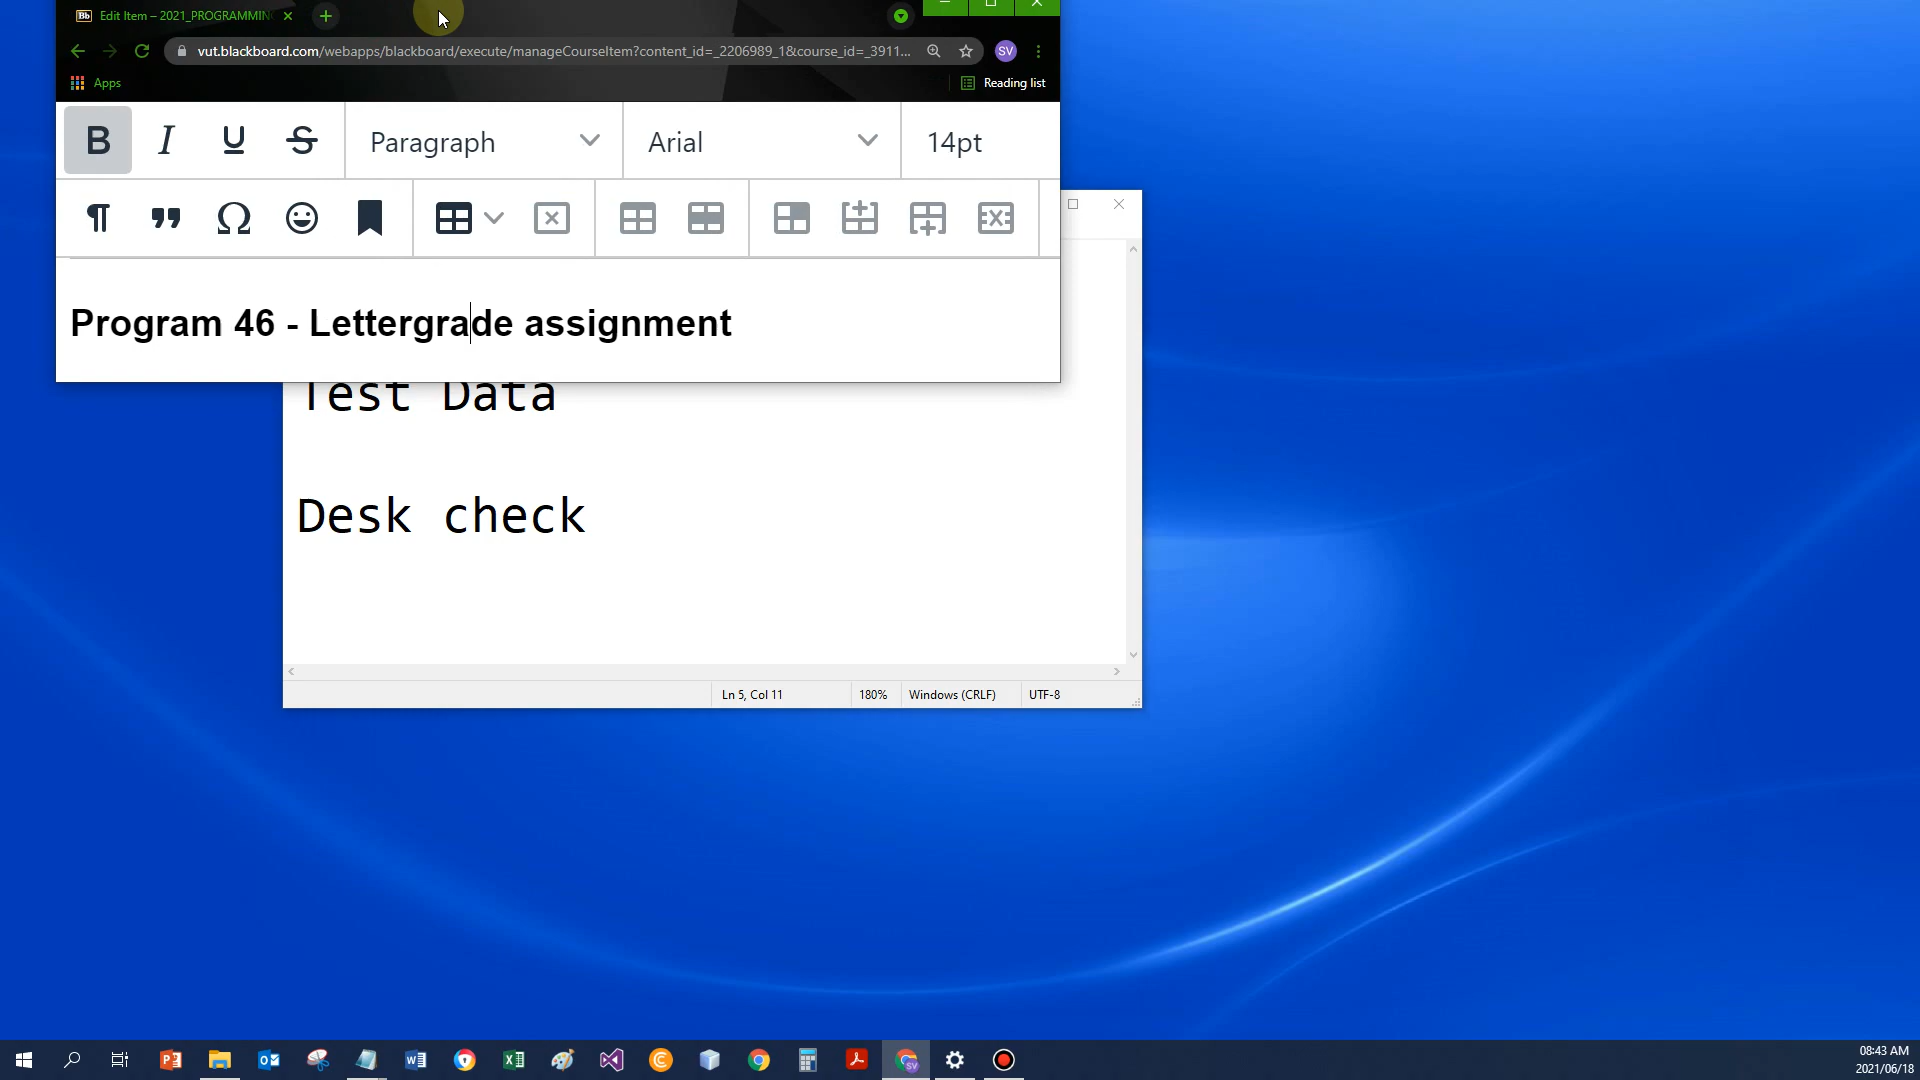 Edit Item – 2021_PROGRAMMIN
vut.blackboard.com/webapps/blackboard/execute/manageCourseItem?content_id=_2206989_1&course_id=_3911...
SV
Apps
Reading list
B I U S
Paragraph
Arial
14pt
Program 46 - Lettergrade assignment
Test Data
Desk check
Ln 5, Col 11
180%
Windows (CRLF)
UTF-8
08:43 AM
2021/06/18